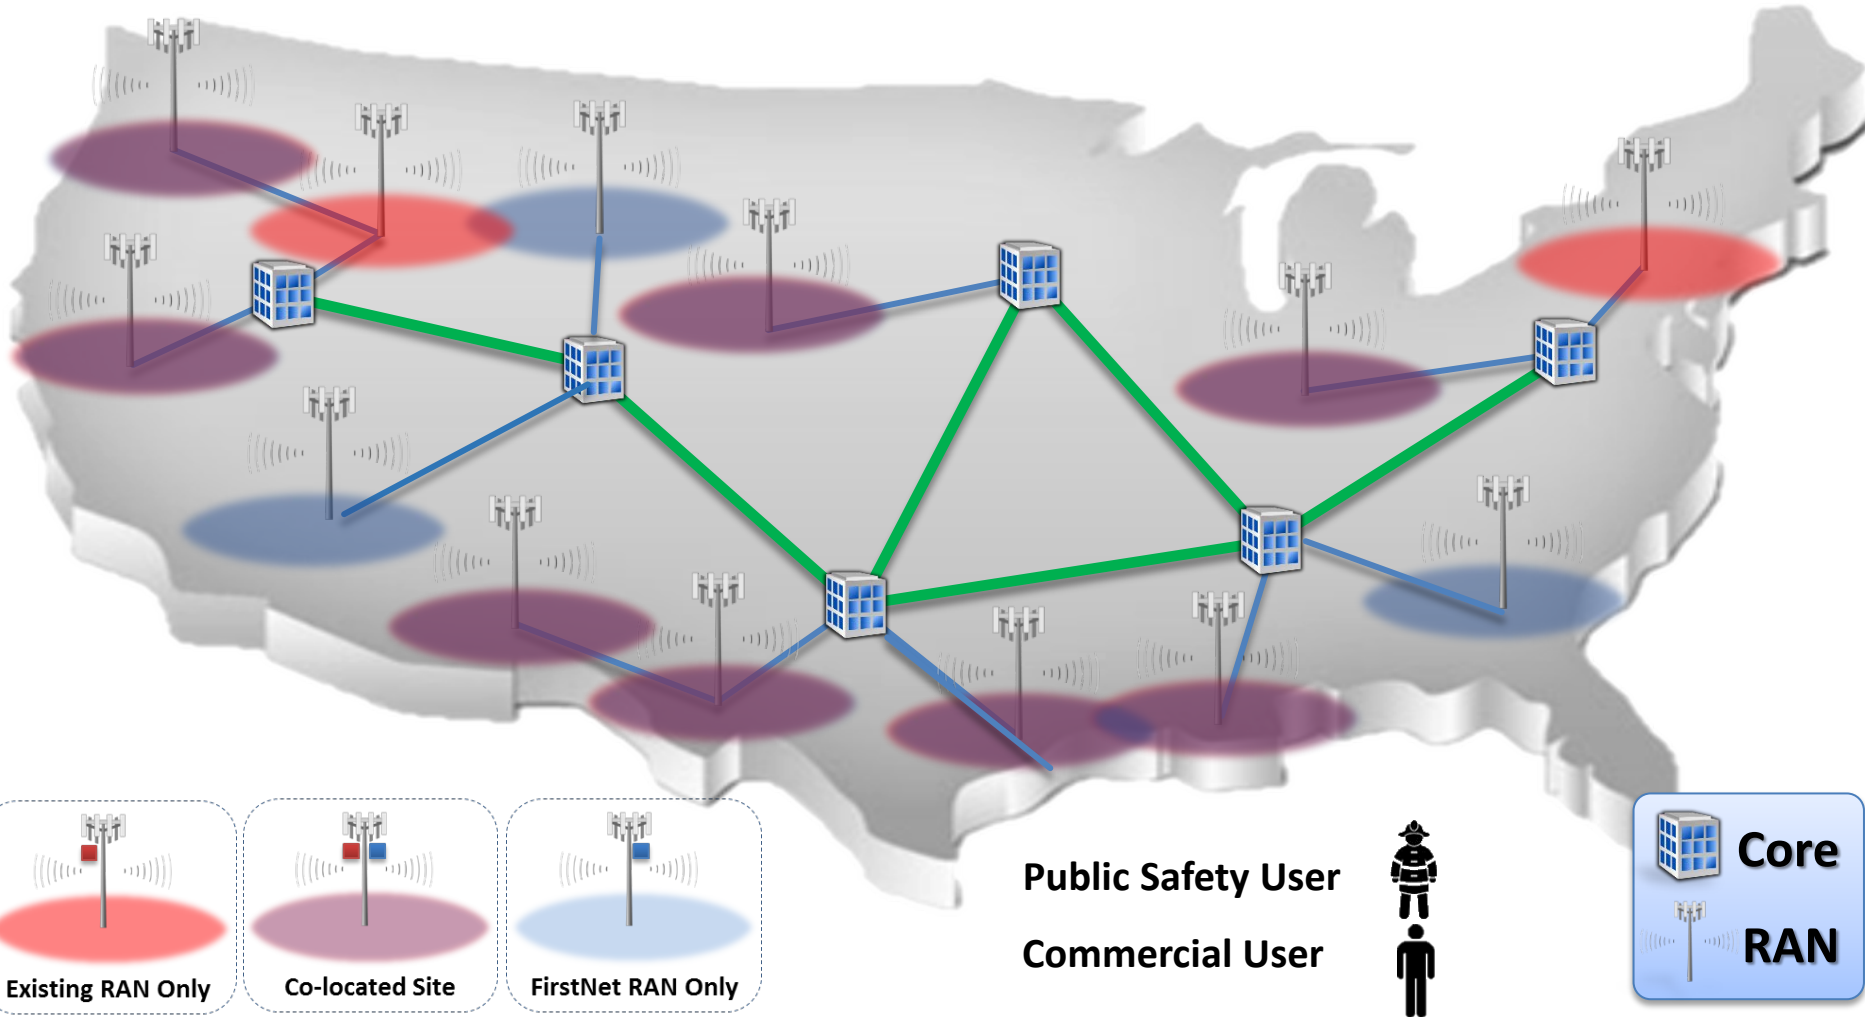 Existing RAN Only
Co-located Site
FirstNet RAN Only
Public Safety User
Commercial User
Core
RAN